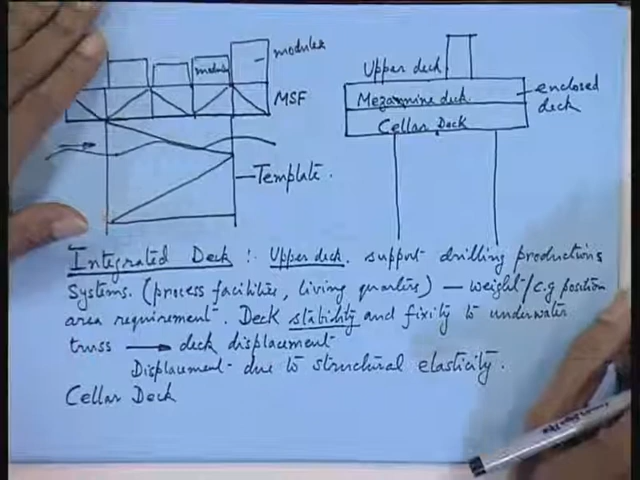 modules
module
MSF
Template.
Upper deck
Mezannine deck
Cellar Deck
enclosed
deck
Integrated Deck : Upper deck. support drilling productions
Systems. (process facilities, living quarters) — weight/c.g position
area requirement. Deck stability and fixity to underwater
truss → deck displacement
Displacement due to structural elasticity.
Cellar Deck